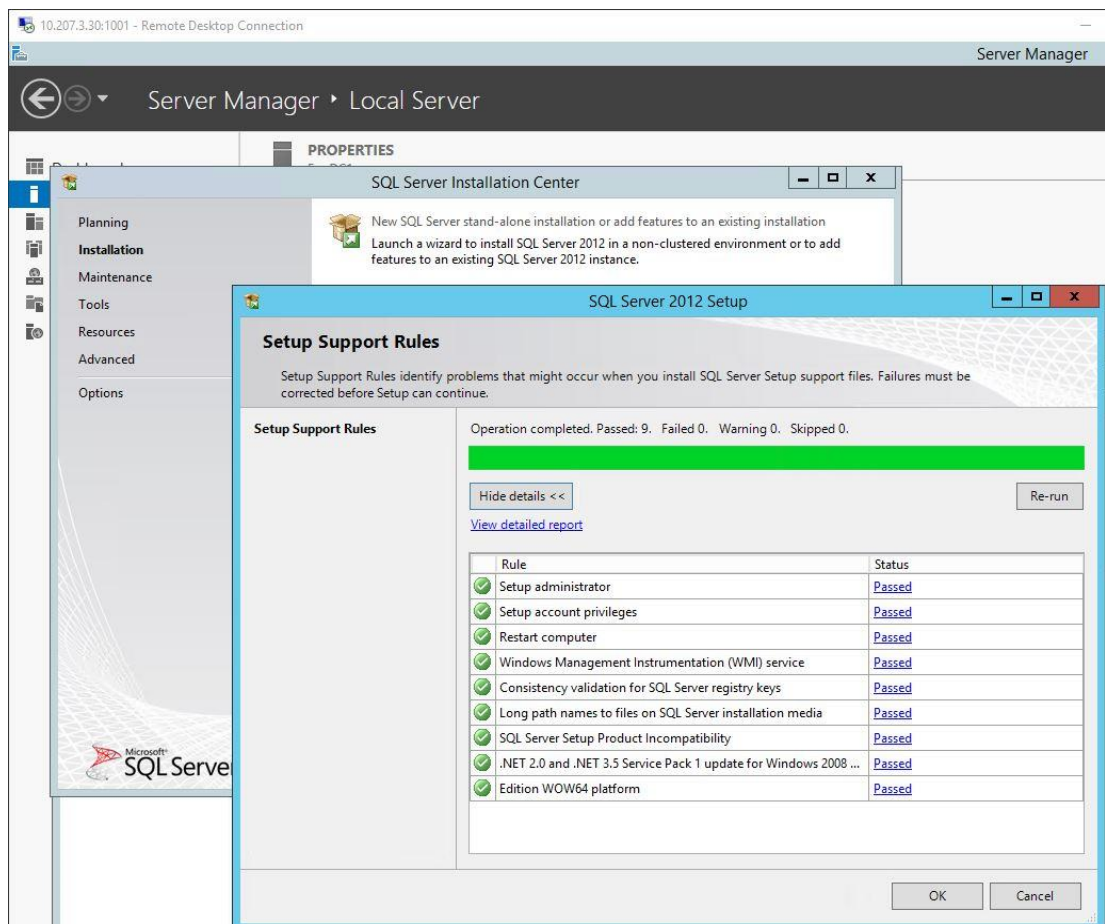 10.207.3.30:1001 - Remote Desktop Connection
Server Manager
Server Manager ‣ Local Server
PROPERTIES
SQL Server Installation Center
Planning
Installation
Maintenance
Tools
Resources
Advanced
Options
New SQL Server stand-alone installation or add features to an existing installation
Launch a wizard to install SQL Server 2012 in a non-clustered environment or to add
features to an existing SQL Server 2012 instance.
Microsoft®
SQL Server
SQL Server 2012 Setup
Setup Support Rules
Setup Support Rules identify problems that might occur when you install SQL Server Setup support files. Failures must be
corrected before Setup can continue.
Setup Support Rules
Operation completed. Passed: 9. Failed 0. Warning 0. Skipped 0.
Hide details <<
Re-run
View detailed report
Rule Status
Setup administrator Passed
Setup account privileges Passed
Restart computer Passed
Windows Management Instrumentation (WMI) service Passed
Consistency validation for SQL Server registry keys Passed
Long path names to files on SQL Server installation media Passed
SQL Server Setup Product Incompatibility Passed
.NET 2.0 and .NET 3.5 Service Pack 1 update for Windows 2008 ... Passed
Edition WOW64 platform Passed
OK
Cancel